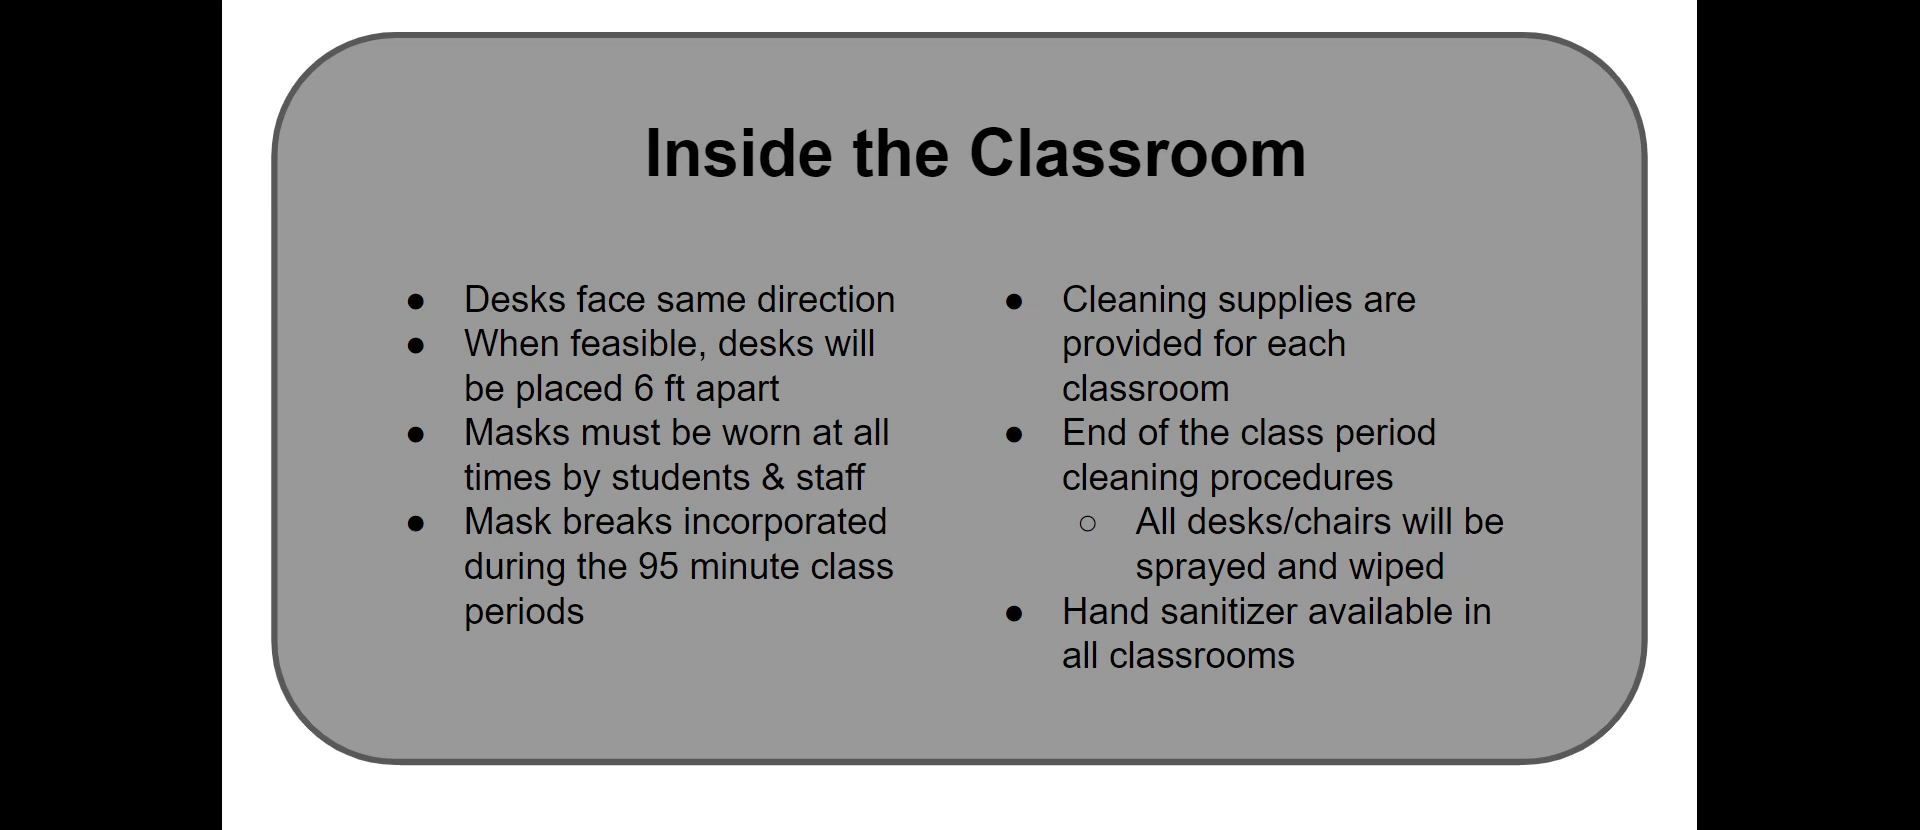 Inside the Classroom
● Desks face same direction
● When feasible, desks will
be placed 6 ft apart
● Masks must be worn at all
times by students & staff
● Mask breaks incorporated
during the 95 minute class
periods
● Cleaning supplies are
provided for each
classroom
● End of the class period
cleaning procedures
○ All desks/chairs will be
sprayed and wiped
● Hand sanitizer available in
all classrooms